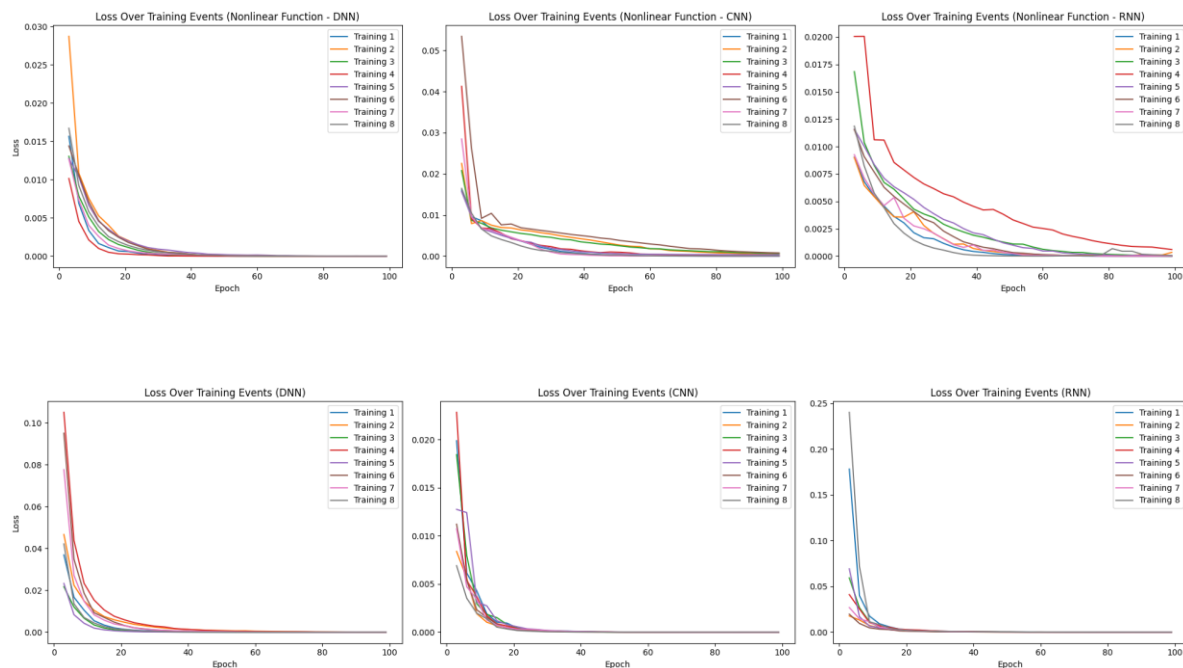 Loss Over Training Events (Nonlinear Function - DNN)
0.030
0.025
0.020
0.015
0.010
0.005
0.000
Loss
0
20
40
60
80
100
Epoch
Training 1
Training 2
Training 3
Training 4
Training 5
Training 6
Training 7
Training 8
Loss Over Training Events (Nonlinear Function - CNN)
0.05
0.04
0.03
0.02
0.01
0.00
0
20
40
60
80
100
Epoch
Training 1
Training 2
Training 3
Training 4
Training 5
Training 6
Training 7
Training 8
Loss Over Training Events (Nonlinear Function - RNN)
0.0200
0.0175
0.0150
0.0125
0.0100
0.0075
0.0050
0.0025
0.0000
0
20
40
60
80
100
Epoch
Training 1
Training 2
Training 3
Training 4
Training 5
Training 6
Training 7
Training 8
Loss Over Training Events (DNN)
0.10
0.08
0.06
0.04
0.02
0.00
Loss
0
20
40
60
80
100
Epoch
Training 1
Training 2
Training 3
Training 4
Training 5
Training 6
Training 7
Training 8
Loss Over Training Events (CNN)
0.020
0.015
0.010
0.005
0.000
0
20
40
60
80
100
Epoch
Training 1
Training 2
Training 3
Training 4
Training 5
Training 6
Training 7
Training 8
Loss Over Training Events (RNN)
0.25
0.20
0.15
0.10
0.05
0.00
0
20
40
60
80
100
Epoch
Training 1
Training 2
Training 3
Training 4
Training 5
Training 6
Training 7
Training 8